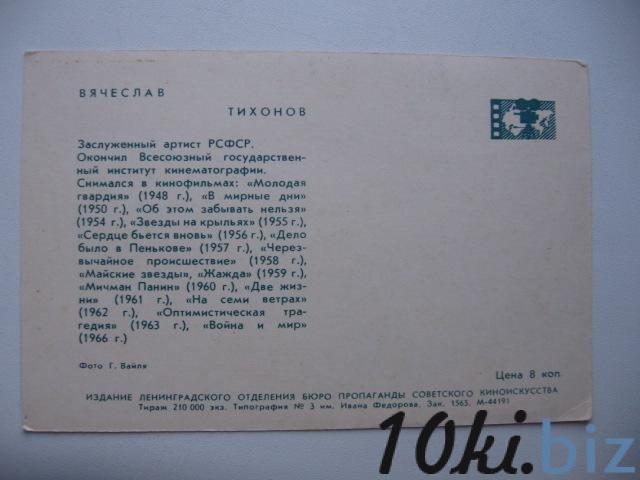 ВЯЧЕСЛАВ
ТИХОНОВ
Заслуженный артист РСФСР.
Окончил Всесоюзный государствен-
ный институт кинематографии.
Снимался в кинофильмах: «Молодая
гвардия» (1948 г.), «В мирные дни»
(1950 г.), «Об этом забывать нельзя»
(1954 г.), «Звезды на крыльях» (1955 г.),
«Сердце бьется вновь» (1956 г.), «Дело
было в Пенькове» (1957 г.), «Через-
вычайное происшествие» (1958 г.),
«Майские звезды», «Жажда» (1959 г.),
«Мичман Панин» (1960 г.), «Две жиз-
ни» (1961 г.), «На семи ветрах»
(1962 г.), «Оптимистическая тра-
гедия» (1963 г.), «Война и мир»
(1966 г.)
Фото Г. Вайля
Цена 8 коп.
ИЗДАНИЕ ЛЕНИНГРАДСКОГО ОТДЕЛЕНИЯ БЮРО ПРОПАГАНДЫ СОВЕТСКОГО КИНОИСКУССТВА
Тираж 210 000 экз. Типография № 3 им. Ивана Федорова. Зак. 1563. М-44191
10ki.biz